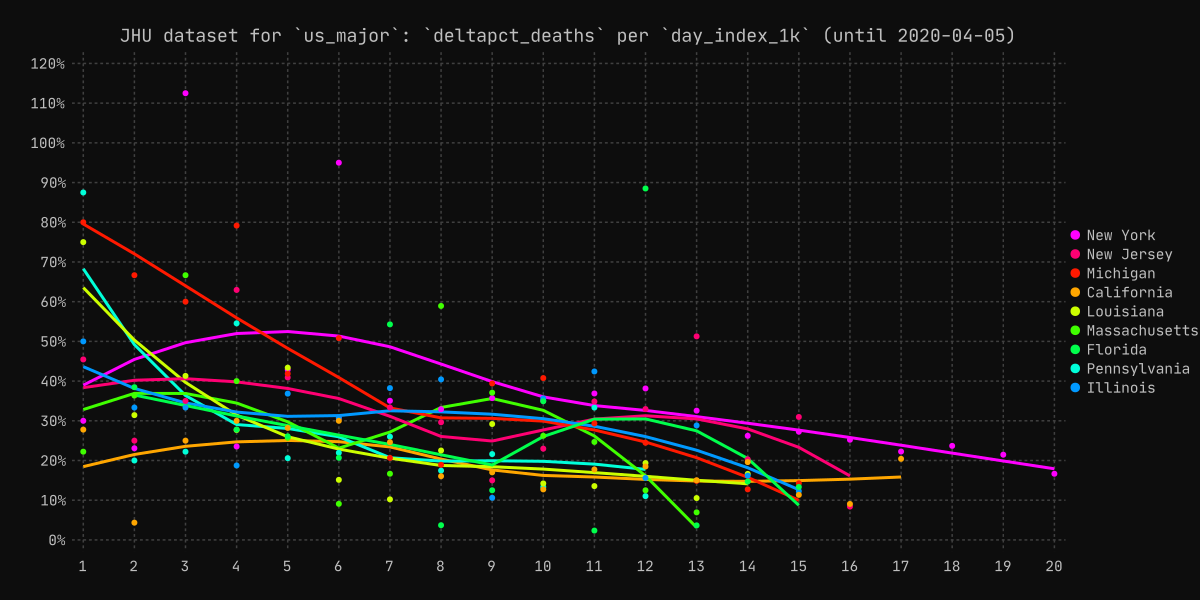 JHU dataset for `us_major`: `deltapct_deaths` per `day_index_1k` (until 2020-04-05)
120%
110%
100%
90%
80%
70%
60%
50%
40%
30%
20%
10%
0%
1 2 3 4 5 6 7 8 9 10 11 12 13 14 15 16 17 18 19 20
New York
New Jersey
Michigan
California
Louisiana
Massachusetts
Florida
Pennsylvania
Illinois